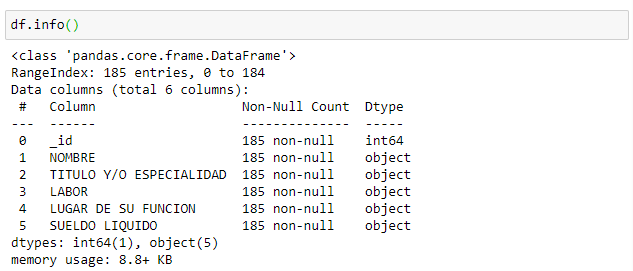 df.info()
<class 'pandas.core.frame.DataFrame'>
RangeIndex: 185 entries, 0 to 184
Data columns (total 6 columns):
 #   Column                   Non-Null Count  Dtype
---  ------                   --------------  -----
 0   _id                      185 non-null    int64
 1   NOMBRE                   185 non-null    object
 2   TITULO Y/O ESPECIALIDAD  185 non-null    object
 3   LABOR                    185 non-null    object
 4   LUGAR DE SU FUNCION      185 non-null    object
 5   SUELDO LIQUIDO           185 non-null    object
dtypes: int64(1), object(5)
memory usage: 8.8+ KB